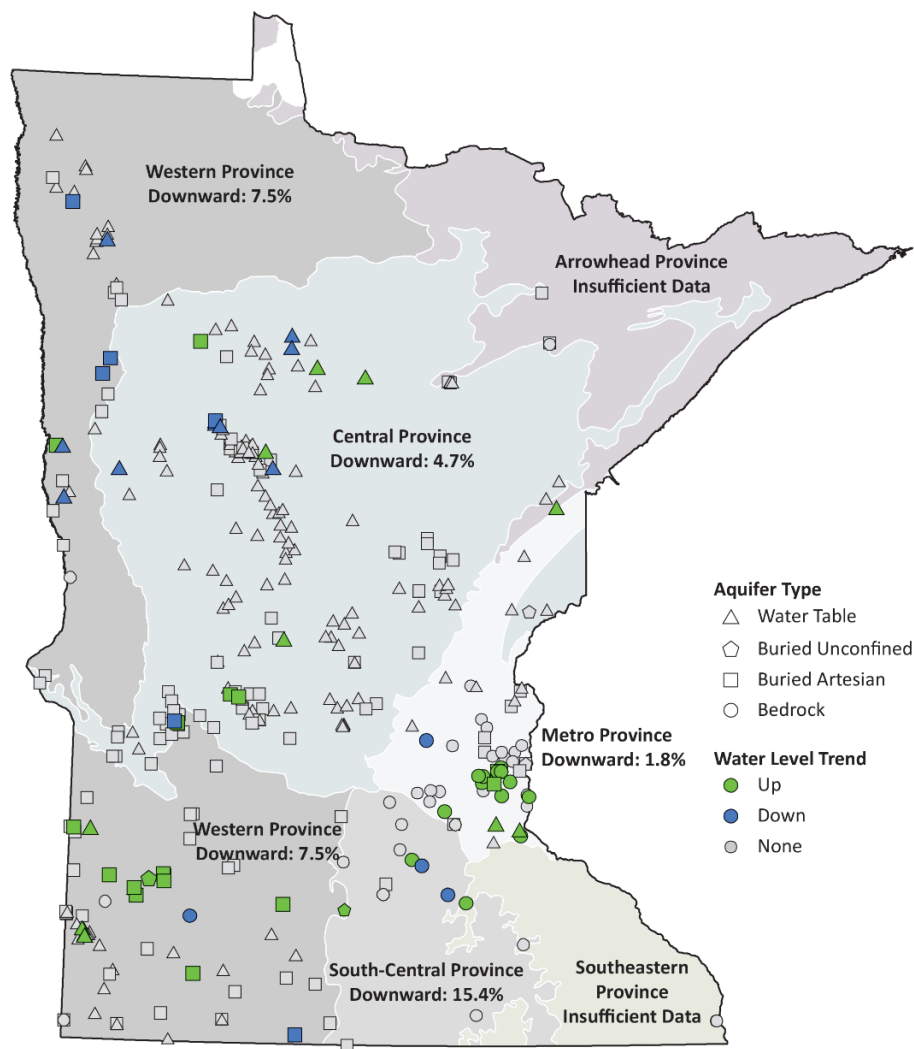 Western Province
Downward: 7.5%
Arrowhead Province
Insufficient Data
Central Province
Downward: 4.7%
Aquifer Type
Water Table
Buried Unconfined
Buried Artesian
Bedrock
Metro Province
Downward: 1.8%
Water Level Trend
Up
Down
None
Western Province
Downward: 7.5%
South-Central Province
Downward: 15.4%
Southeastern
Province
Insufficient Data